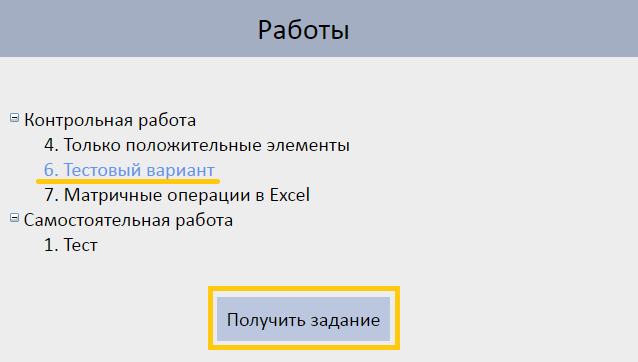 Работы
Контрольная работа
4. Только положительные элементы
6. Тестовый вариант
7. Матричные операции в Excel
Самостоятельная работа
1. Тест
Получить задание